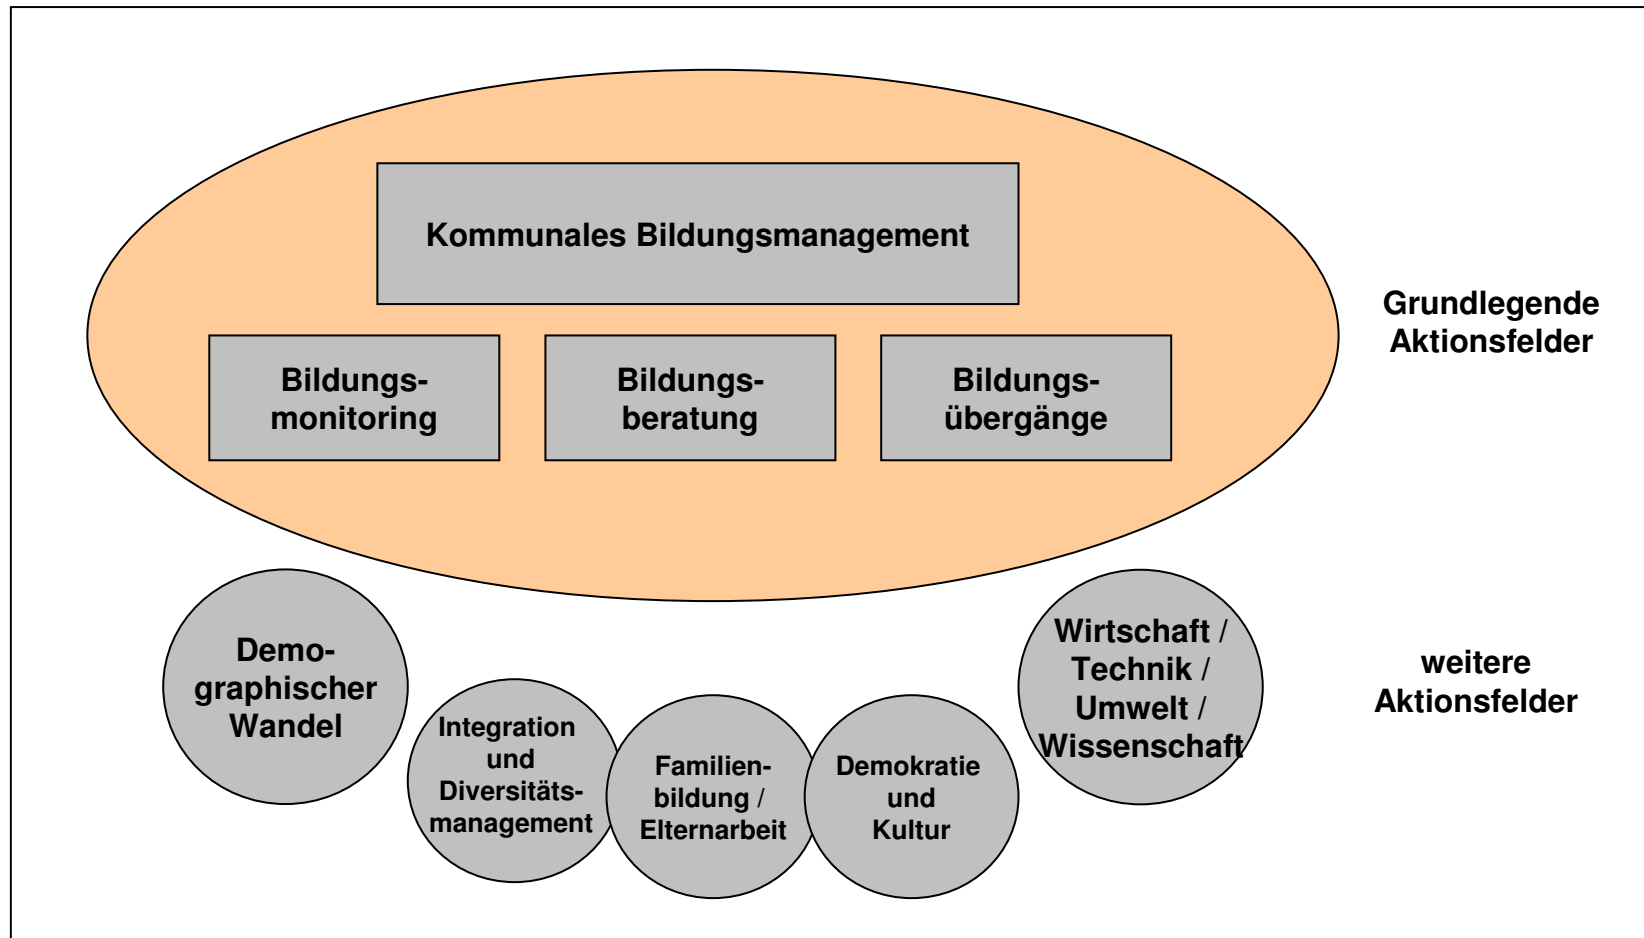 Kommunales Bildungsmanagement
Grundlegende
Aktionsfelder
Bildungs-
monitoring
Bildungs-
beratung
Bildungs-
übergänge
Demo-
graphischer
Wandel
Integration
und
Diversitäts-
management
Familien-
bildung /
Elternarbeit
Demokratie
und
Kultur
Wirtschaft /
Technik /
Umwelt /
Wissenschaft
weitere
Aktionsfelder